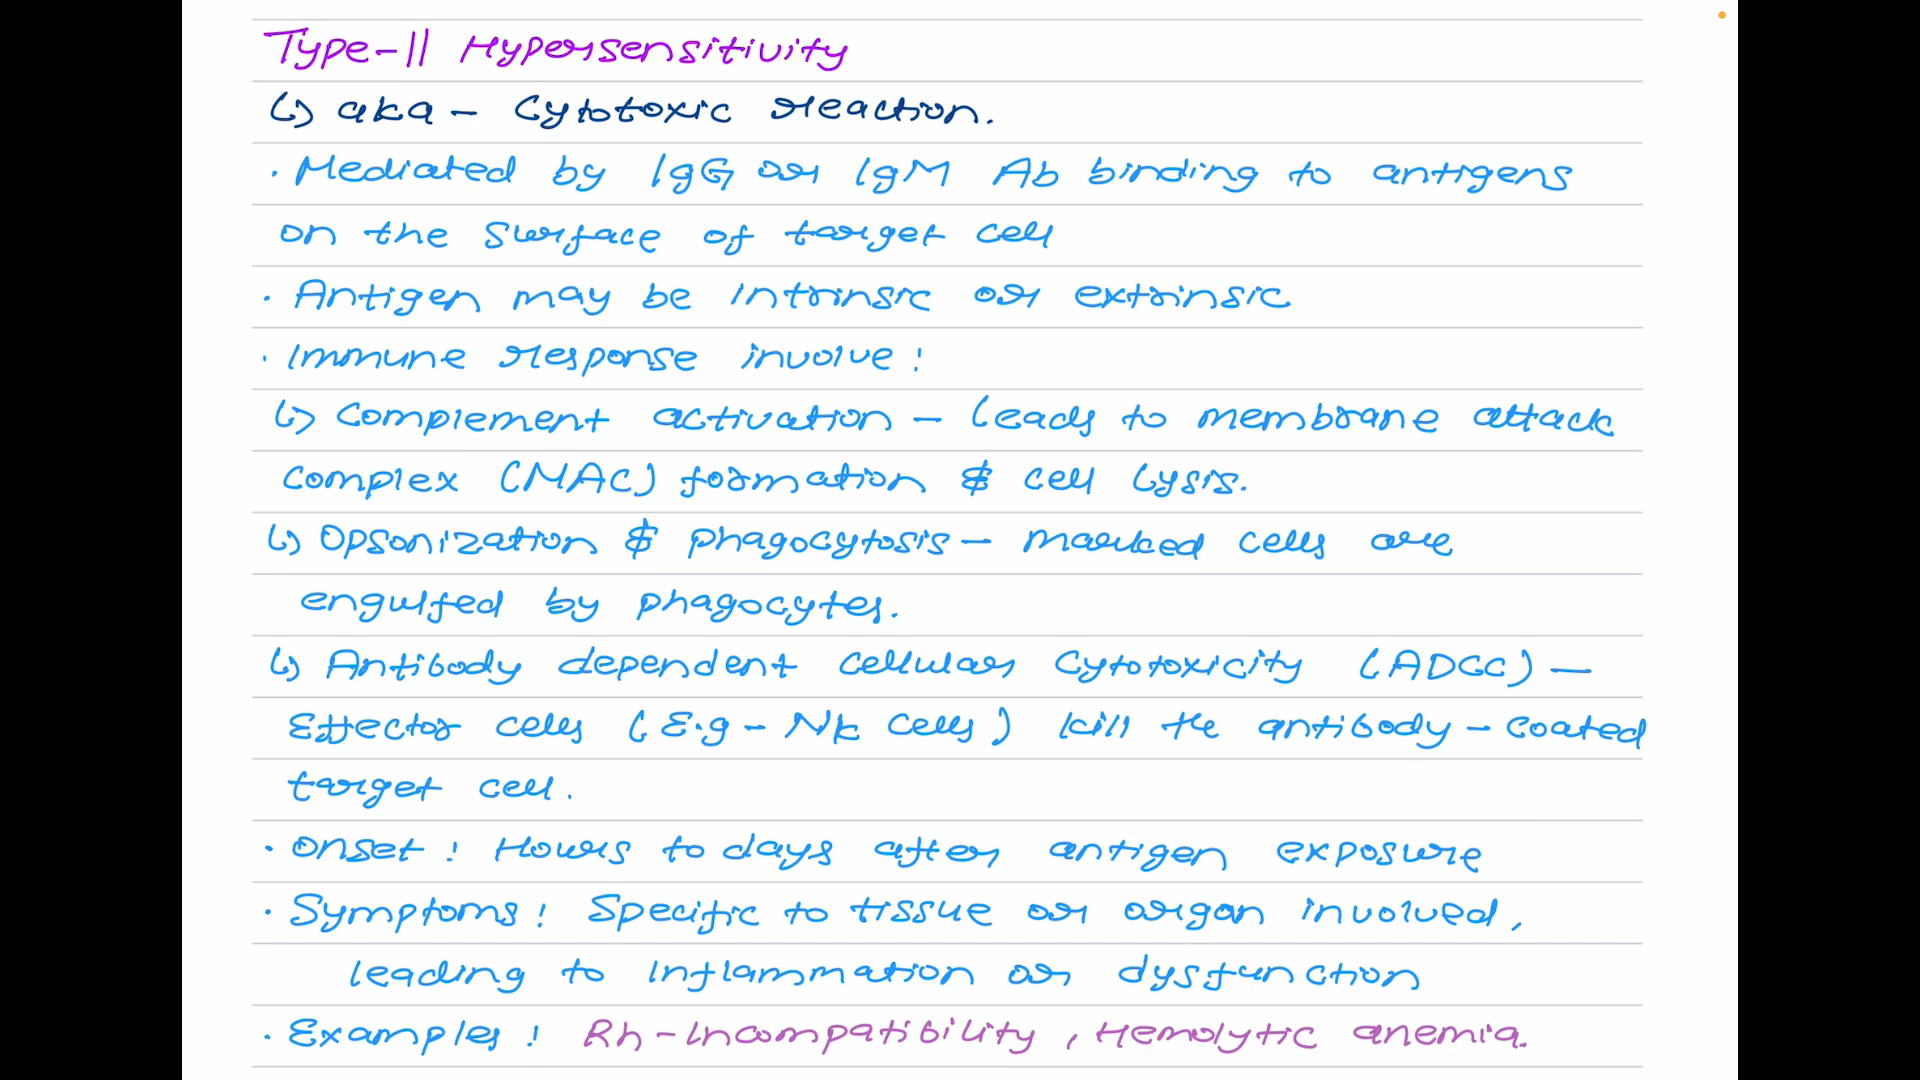 Type-II Hypersensitivity
↳ aka - Cytotoxic reaction.
· Mediated by IgG or IgM Ab binding to antigens
on the surface of target cell
· Antigen may be intrinsic or extrinsic
· Immune response involve :
↳ Complement activation - leads to membrane attack
complex (MAC) formation & cell lysis.
↳ Opsonization & phagocytosis - marked cells are
engulfed by phagocytes.
↳ Antibody dependent cellular cytotoxicity (ADCC) -
Effector cells (E.g - NK cells) kill the antibody - coated
target cell.
· Onset : Hours to days after antigen exposure
· Symptoms : Specific to tissue or organ involved,
leading to inflammation or dysfunction
· Examples : Rh-Incompatibility, Hemolytic anemia.